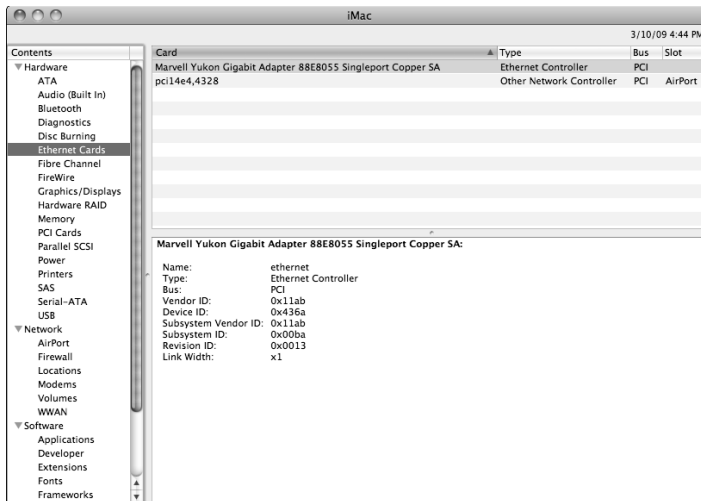 iMac
3/10/09 4:44 PM
Contents
Hardware
ATA
Audio (Built In)
Bluetooth
Diagnostics
Disc Burning
Ethernet Cards
Fibre Channel
FireWire
Graphics/Displays
Hardware RAID
Memory
PCI Cards
Parallel SCSI
Power
Printers
SAS
Serial-ATA
USB
Network
AirPort
Firewall
Locations
Modems
Volumes
WWAN
Software
Applications
Developer
Extensions
Fonts
Frameworks
Card Type Bus Slot
Marvell Yukon Gigabit Adapter 88E8055 Singleport Copper SA Ethernet Controller PCI
pci14e4,4328 Other Network Controller PCI AirPort
Marvell Yukon Gigabit Adapter 88E8055 Singleport Copper SA:
Name: ethernet
Type: Ethernet Controller
Bus: PCI
Vendor ID: 0x11ab
Device ID: 0x436a
Subsystem Vendor ID: 0x11ab
Subsystem ID: 0x00ba
Revision ID: 0x0013
Link Width: x1